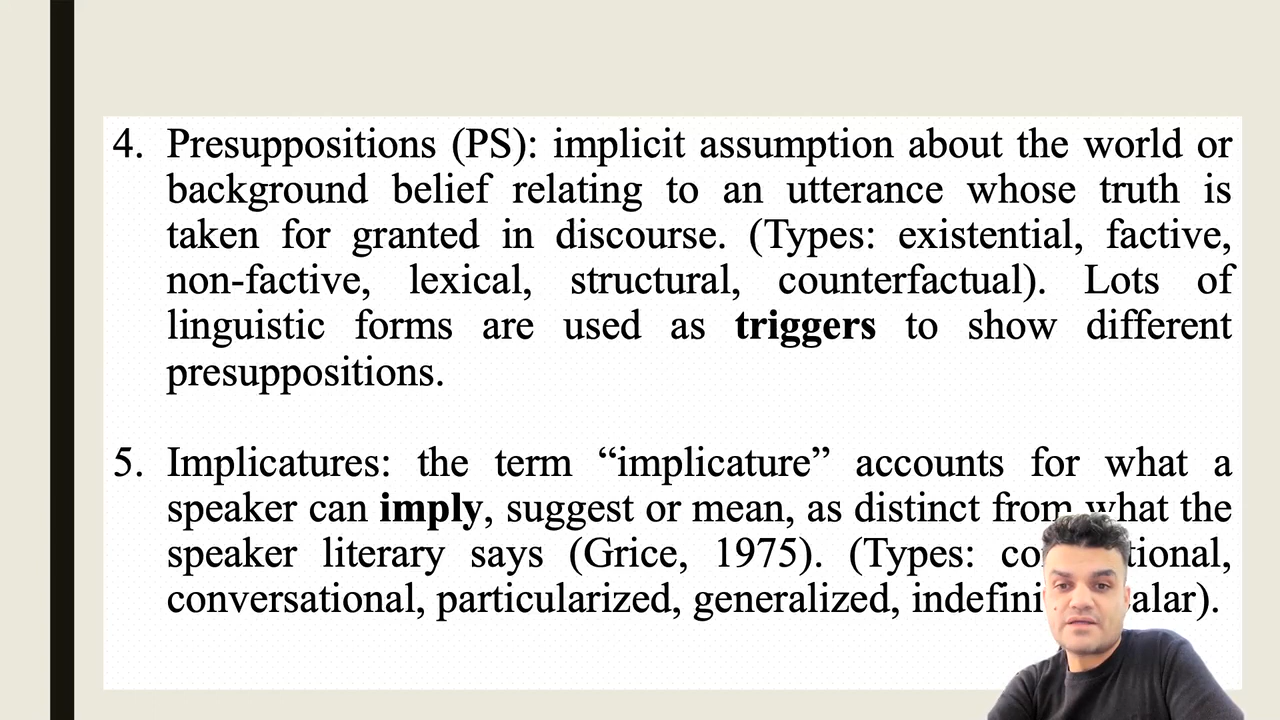 4. Presuppositions (PS): implicit assumption about the world or
background belief relating to an utterance whose truth is
taken for granted in discourse. (Types: existential, factive,
non-factive, lexical, structural, counterfactual). Lots of
linguistic forms are used as triggers to show different
presuppositions.
5. Implicatures: the term “implicature” accounts for what a
speaker can imply, suggest or mean, as distinct from what the
speaker literary says (Grice, 1975). (Types:
conversational, particularized, generalized,